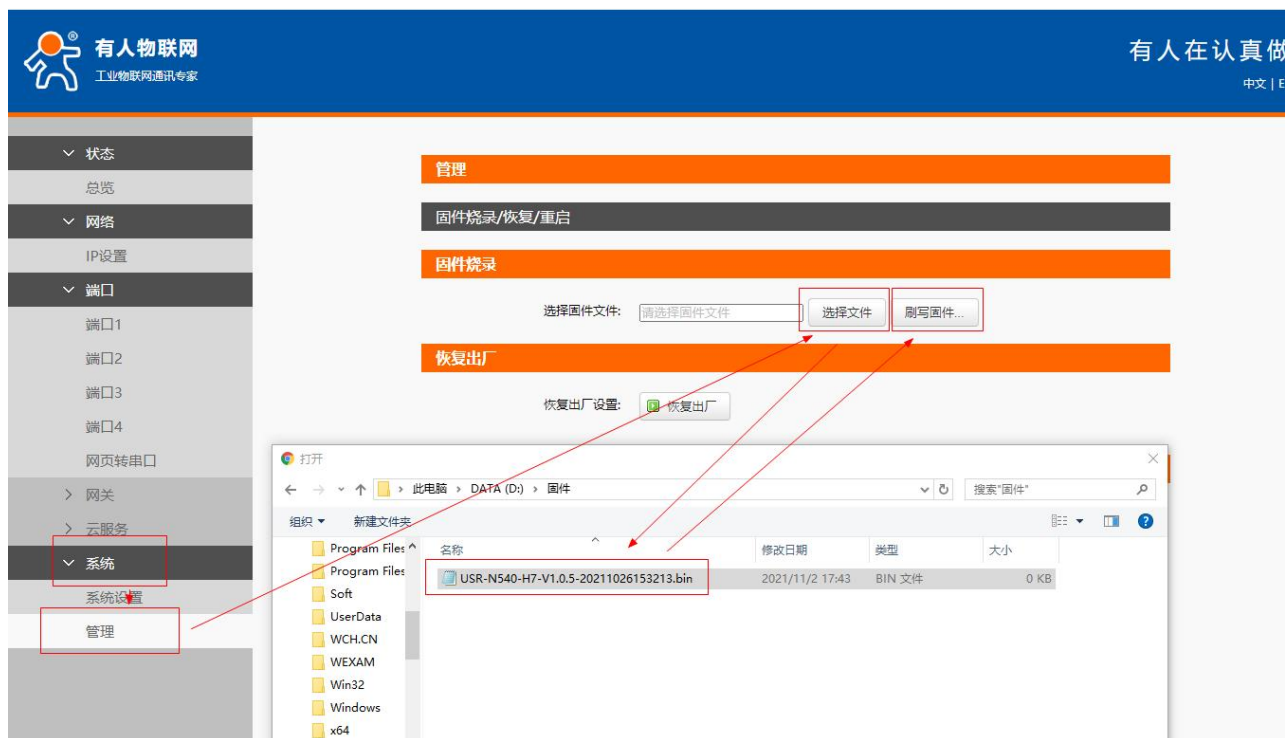 有人物联网
工业物联网通讯专家
有人在认真做
中文 | E
状态
总览
网络
IP设置
端口
端口1
端口2
端口3
端口4
网页转串口
网关
云服务
系统
系统设置
管理
管理
固件烧录/恢复/重启
固件烧录
选择固件文件: 请选择固件文件 选择文件 刷写固件...
恢复出厂
恢复出厂设置: 恢复出厂
打开
此电脑 › DATA (D:) › 固件 搜索"固件"
组织 新建文件夹
Program Files
Program Files
Soft
UserData
WCH.CN
WEXAM
Win32
Windows
x64
名称 修改日期 类型 大小
USR-N540-H7-V1.0.5-20211026153213.bin 2021/11/2 17:43 BIN 文件 0 KB